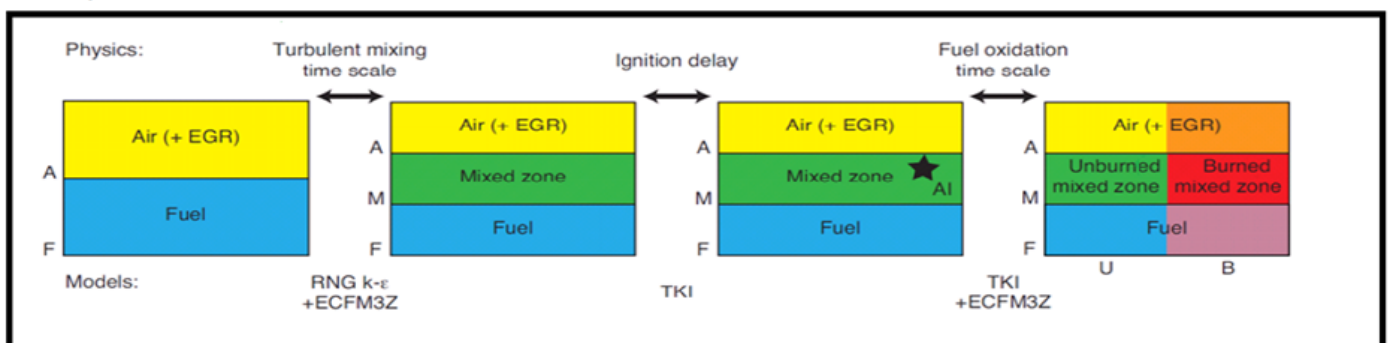 Physics:
Turbulent mixing
time scale
Ignition delay
Fuel oxidation
time scale
Air (+ EGR)
Fuel
A
F
Air (+ EGR)
Mixed zone
Fuel
A
M
F
Air (+ EGR)
Mixed zone
AI
Fuel
A
M
F
Air (+ EGR)
Unburned
mixed zone
Burned
mixed zone
Fuel
A
M
F
U
B
Models:
RNG k-ε
+ECFM3Z
TKI
TKI
+ECFM3Z